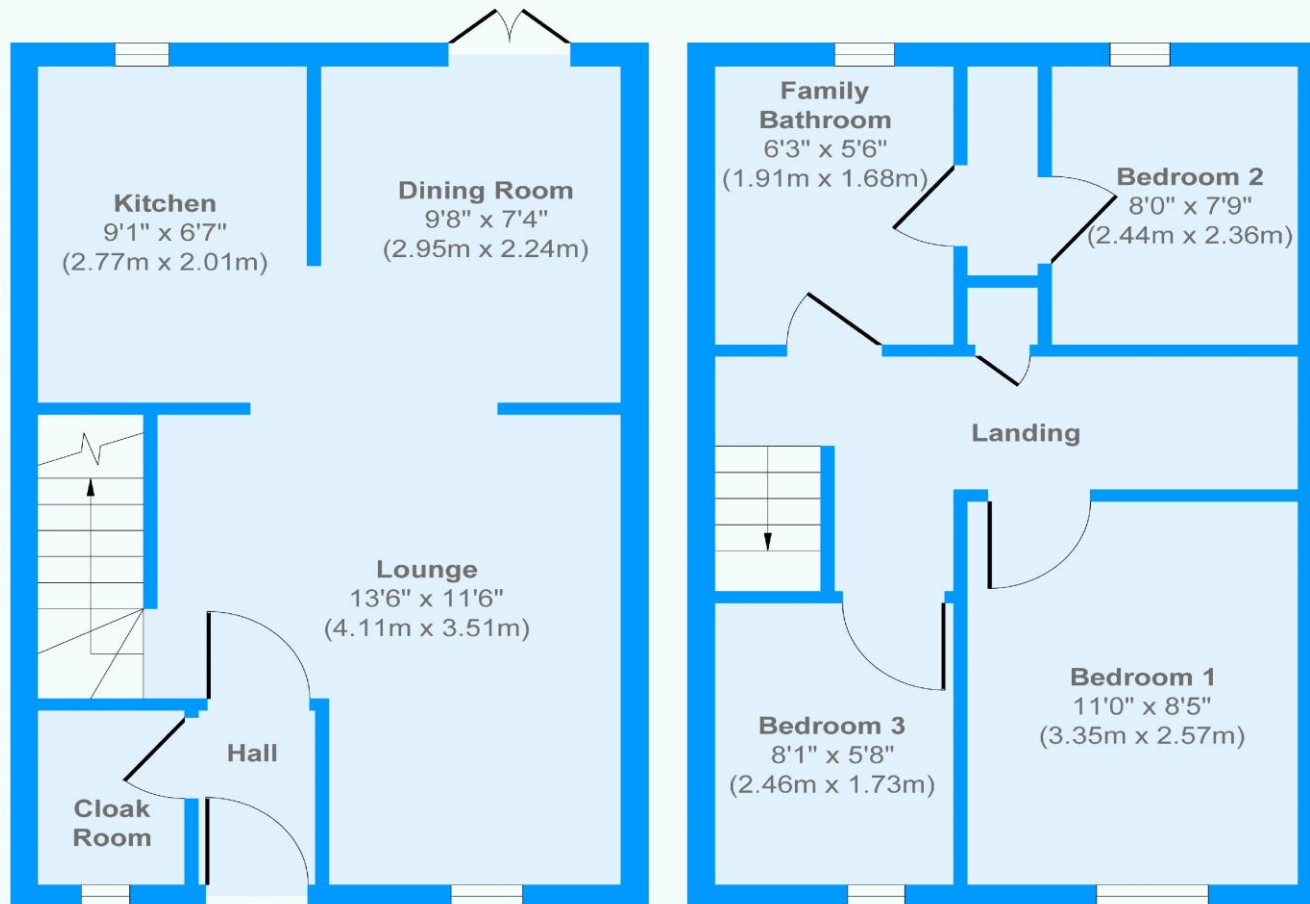 Kitchen
9'1" x 6'7"
(2.77m x 2.01m)
Dining Room
9'8" x 7'4"
(2.95m x 2.24m)
Lounge
13'6" x 11'6"
(4.11m x 3.51m)
Hall
Cloak
Room
Family
Bathroom
6'3" x 5'6"
(1.91m x 1.68m)
Bedroom 2
8'0" x 7'9"
(2.44m x 2.36m)
Landing
Bedroom 1
11'0" x 8'5"
(3.35m x 2.57m)
Bedroom 3
8'1" x 5'8"
(2.46m x 1.73m)